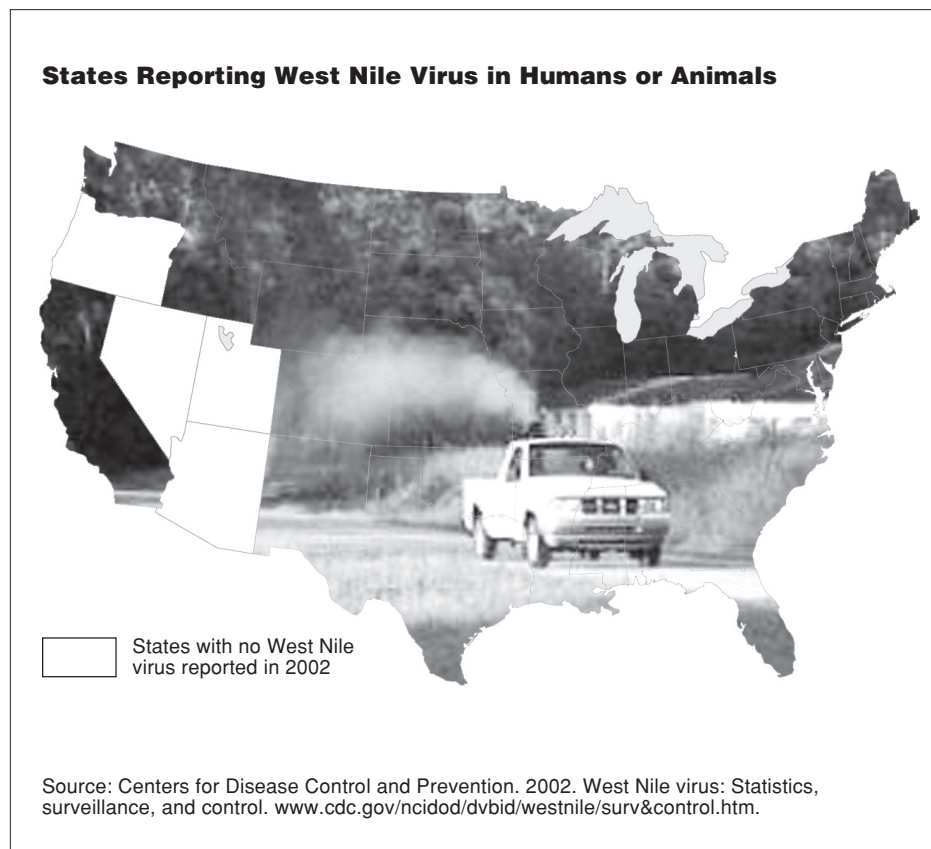 States Reporting West Nile Virus in Humans or Animals
States with no West Nile
virus reported in 2002
Source: Centers for Disease Control and Prevention. 2002. West Nile virus: Statistics,
surveillance, and control. www.cdc.gov/ncidod/dvbid/westnile/surv&control.htm.